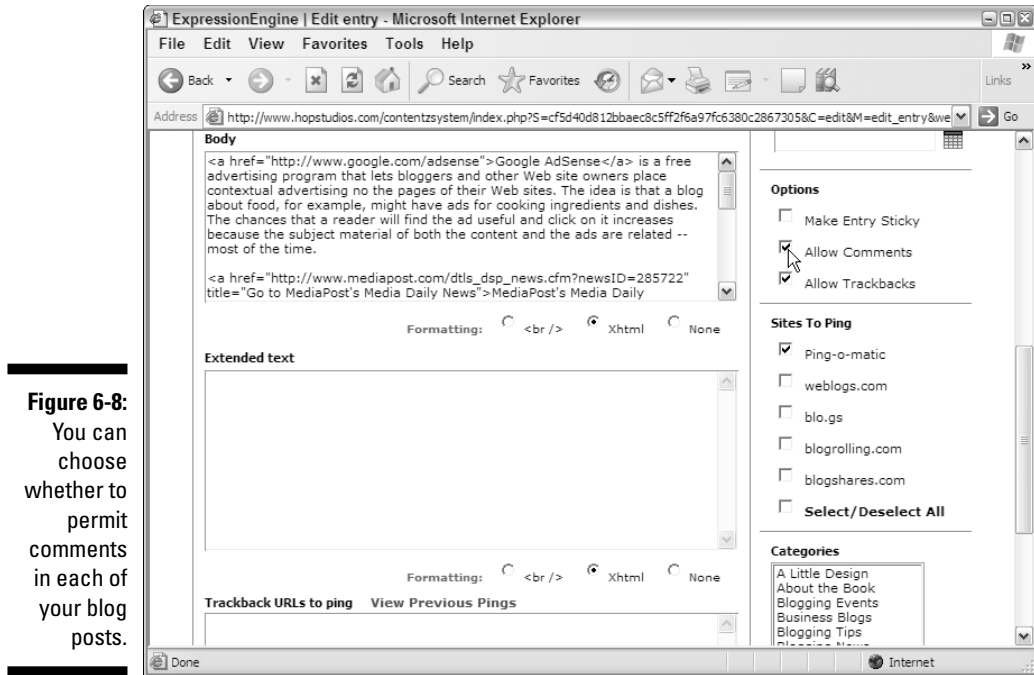 ExpressionEngine | Edit entry - Microsoft Internet Explorer
File Edit View Favorites Tools Help
Back Search Favorites Links »
Address http://www.hopstudios.com/contentzsystem/index.php?S=cf5d40d812bbaec8c5ff2f6a97fc6380c2867305&C=edit&M=edit_entry&we Go
Body
<a href="http://www.google.com/adsense">Google AdSense</a> is a free
advertising program that lets bloggers and other Web site owners place
contextual advertising no the pages of their Web sites. The idea is that a blog
about food, for example, might have ads for cooking ingredients and dishes.
The chances that a reader will find the ad useful and click on it increases
because the subject material of both the content and the ads are related --
most of the time.
<a href="http://www.mediapost.com/dtls_dsp_news.cfm?newsID=285722"
title="Go to MediaPost's Media Daily News">MediaPost's Media Daily
Formatting: <br /> Xhtml None
Extended text
Formatting: <br /> Xhtml None
Trackback URLs to ping View Previous Pings
Options
Make Entry Sticky
Allow Comments
Allow Trackbacks
Sites To Ping
Ping-o-matic
weblogs.com
blo.gs
blogrolling.com
blogshares.com
Select/Deselect All
Categories
A Little Design
About the Book
Blogging Events
Business Blogs
Blogging Tips
Blogging News
Done Internet
Figure 6-8:
You can
choose
whether to
permit
comments
in each of
your blog
posts.